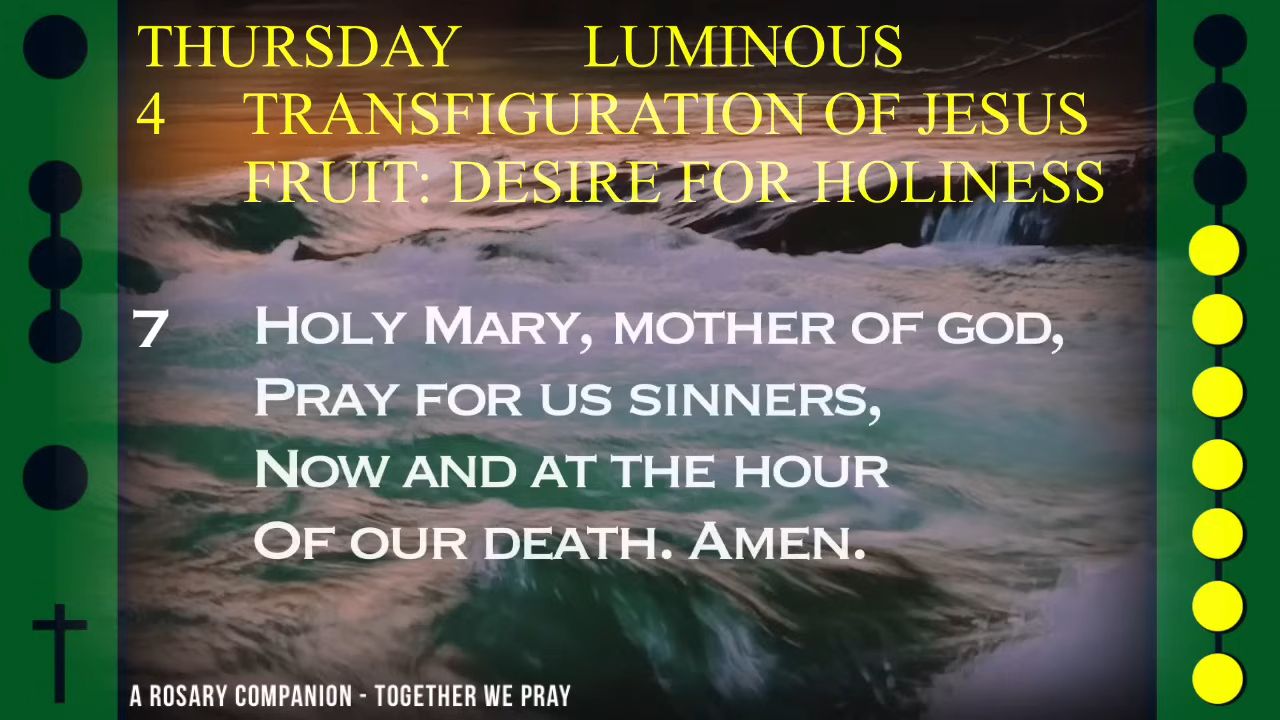 THURSDAY LUMINOUS
4 TRANSFIGURATION OF JESUS
FRUIT: DESIRE FOR HOLINESS
7 HOLY MARY, MOTHER OF GOD,
PRAY FOR US SINNERS,
NOW AND AT THE HOUR
OF OUR DEATH. AMEN.
A ROSARY COMPANION - TOGETHER WE PRAY